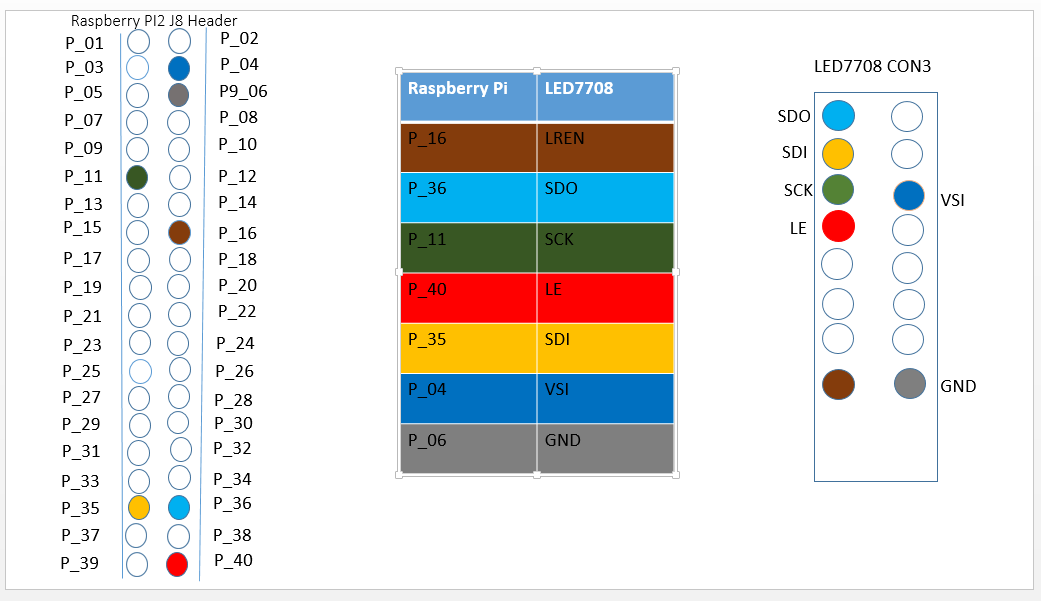 Raspberry PI2 J8 Header
P_01 P_02
P_03 P_04
P_05 P9_06
P_07 P_08
P_09 P_10
P_11 P_12
P_13 P_14
P_15 P_16
P_17 P_18
P_19 P_20
P_21 P_22
P_23 P_24
P_25 P_26
P_27 P_28
P_29 P_30
P_31 P_32
P_33 P_34
P_35 P_36
P_37 P_38
P_39 P_40
Raspberry Pi LED7708
P_16 LREN
P_36 SDO
P_11 SCK
P_40 LE
P_35 SDI
P_04 VSI
P_06 GND
LED7708 CON3
SDO
SDI
SCK VSI
LE
GND